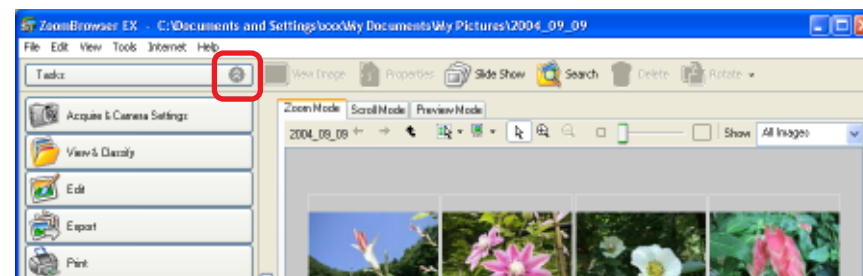 ZoomBrowser EX - C:\Documents and Settings\xxx\My Documents\My Pictures\2004_09_09
File Edit View Tools Internet Help
Tasks
View Image Properties Slide Show Search Delete Rotate
Acquire & Camera Settings
Zoom Mode Scroll Mode Preview Mode
2004_09_09 Show All Images
View & Classify
Edit
Export
Print